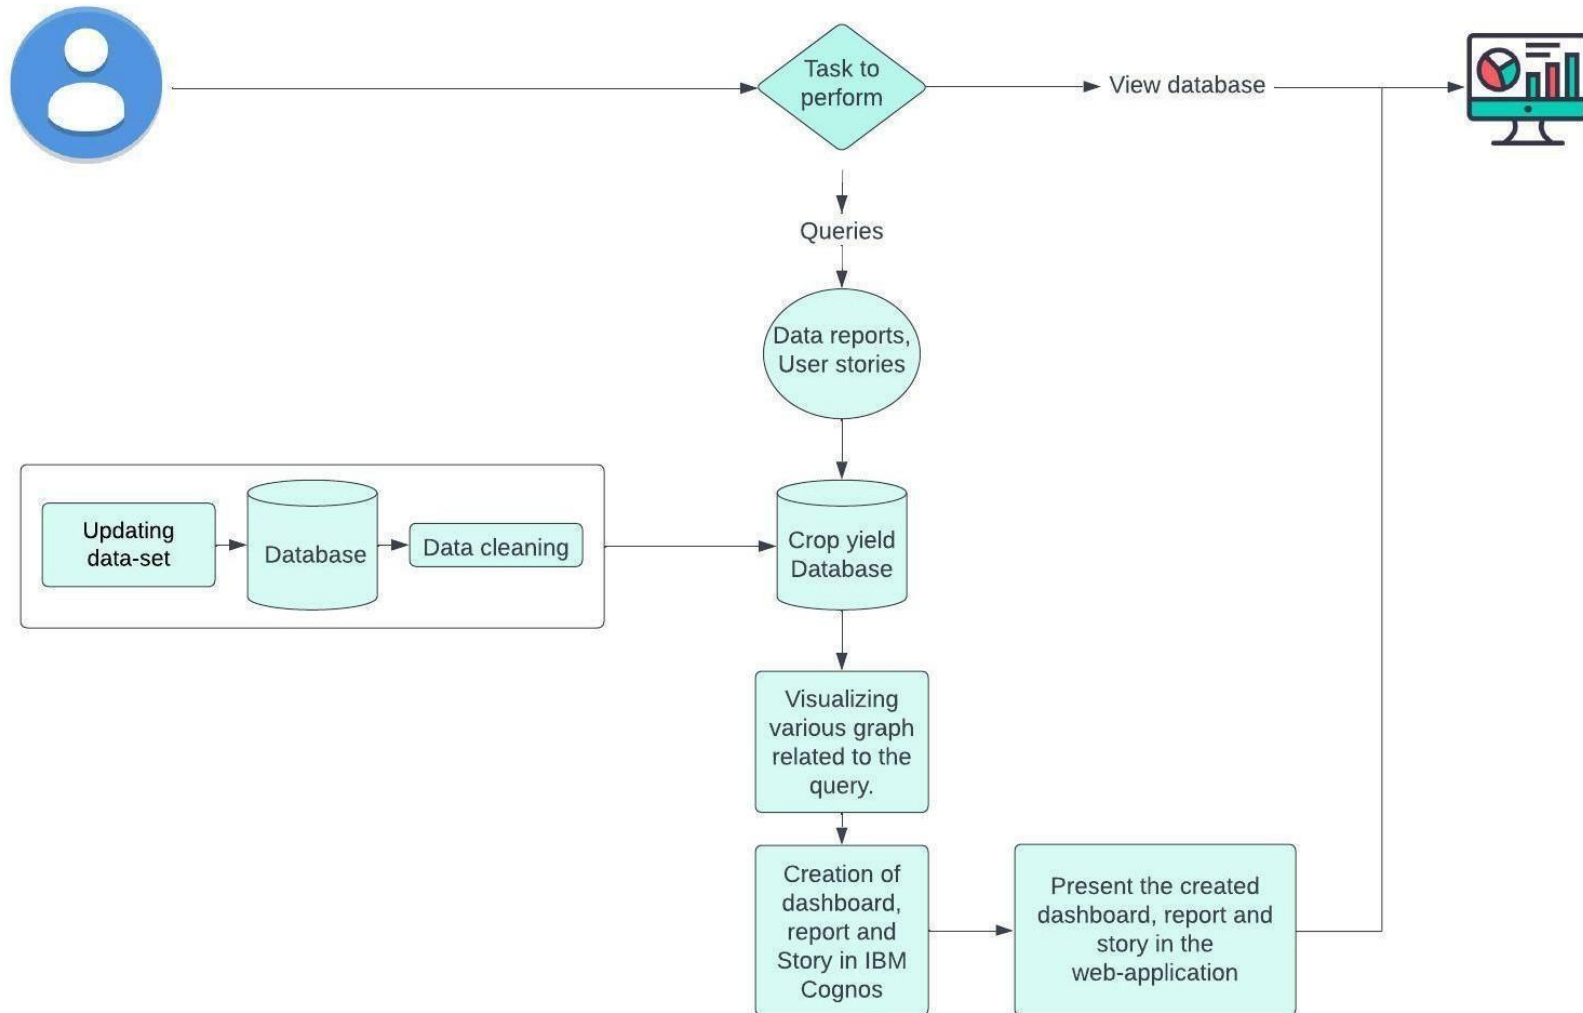 Task to
perform
View database
Queries
Data reports,
User stories
Updating
data-set
Database
Data cleaning
Crop yield
Database
Visualizing
various graph
related to the
query.
Creation of
dashboard,
report and
Story in IBM
Cognos
Present the created
dashboard, report and
story in the
web-application